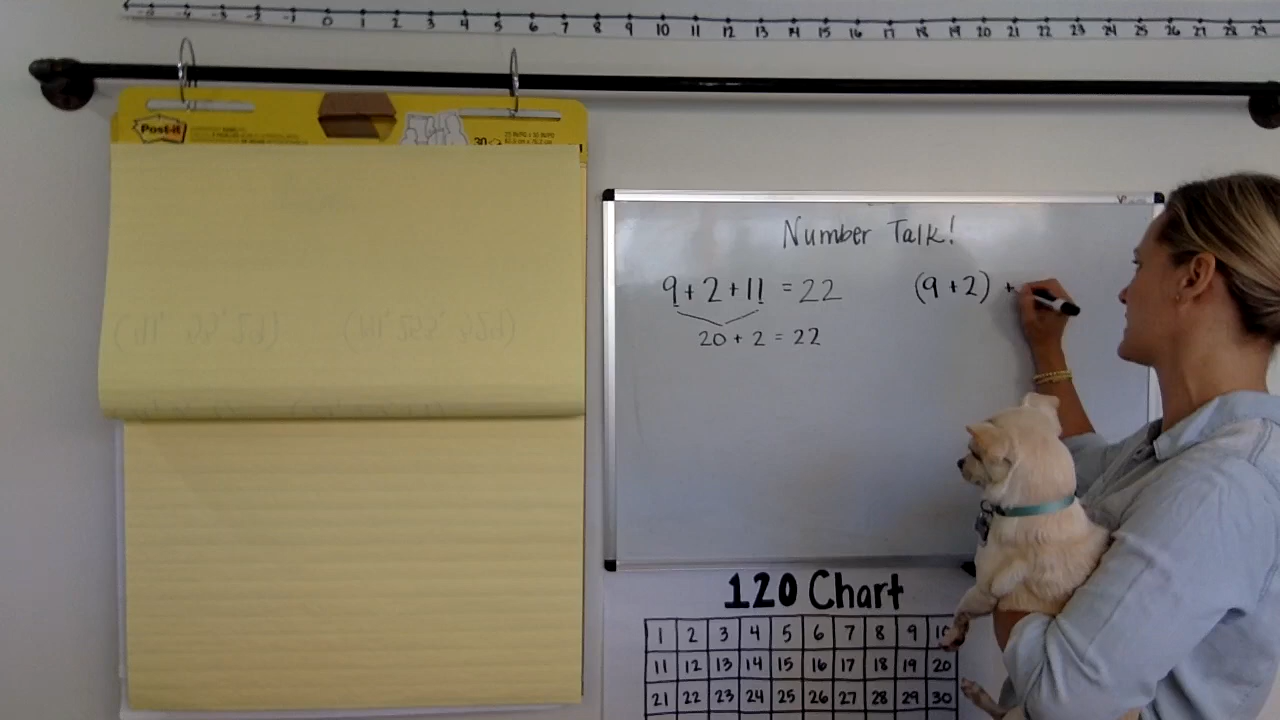 -4 -3 -2 -1 0 1 2 3 4 5 6 7 8 9 10 11 12 13 14 15 16 17 18 19 20 21 22 23 24 25 26 27 28 29
Post-it
30
Number Talk!
9 + 2 + 11 = 22
(9 + 2) +
20 + 2 = 22
120 Chart
1 2 3 4 5 6 7 8 9 10
11 12 13 14 15 16 17 18 19 20
21 22 23 24 25 26 27 28 29 30